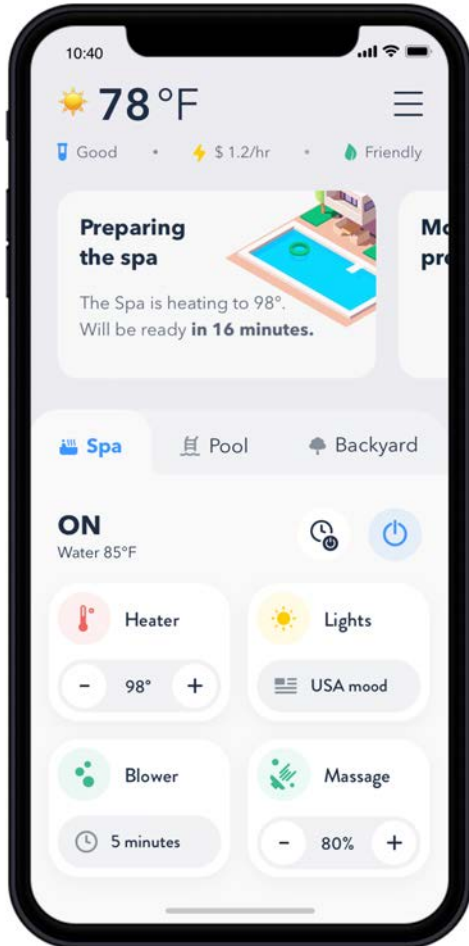 10:40
78°F
Good • $1.2/hr • Friendly
Preparing
the spa
The Spa is heating to 98°.
Will be ready in 16 minutes.
Spa Pool Backyard
ON
Water 85°F
Heater Lights
- 98° + USA mood
Blower Massage
5 minutes - 80% +